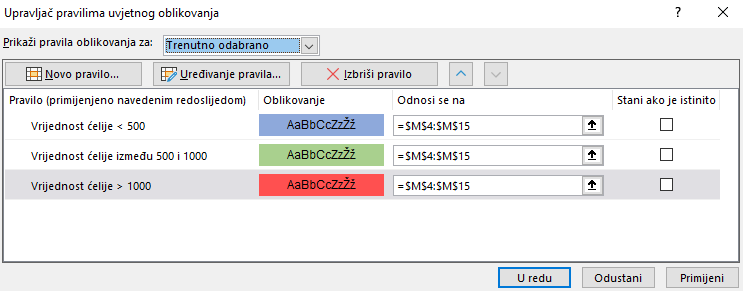 Upravljač pravilima uvjetnog oblikovanja ? ×
Prikaži pravila oblikovanja za: Trenutno odabrano
Novo pravilo... Uređivanje pravila... Izbriši pravilo
Pravilo (primijenjeno navedenim redoslijedom) Oblikovanje Odnosi se na Stani ako je istinito
Vrijednost ćelije < 500 AaBbCcZzŽž =$M$4:$M$15
Vrijednost ćelije između 500 i 1000 AaBbCcZzŽž =$M$4:$M$15
Vrijednost ćelije > 1000 AaBbCcZzŽž =$M$4:$M$15
U redu Odustani Primijeni